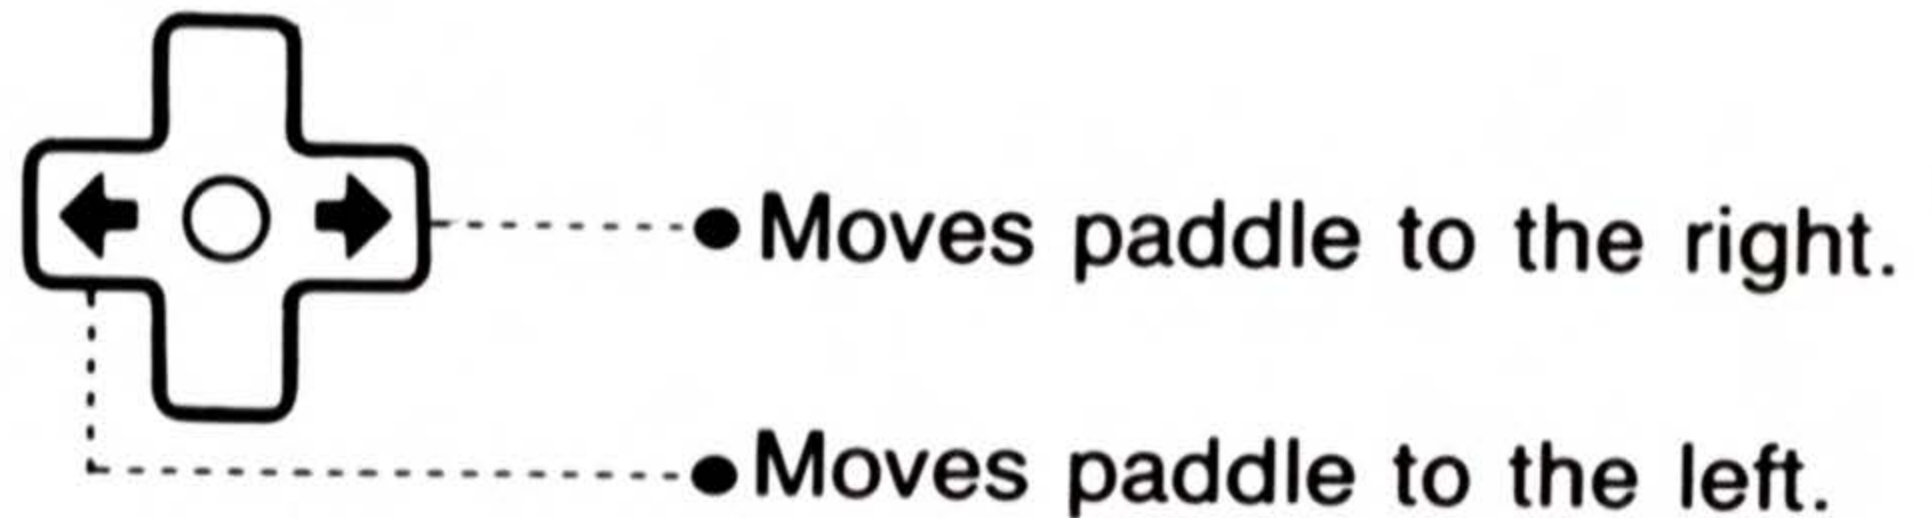 Moves paddle to the right.
Moves paddle to the left.